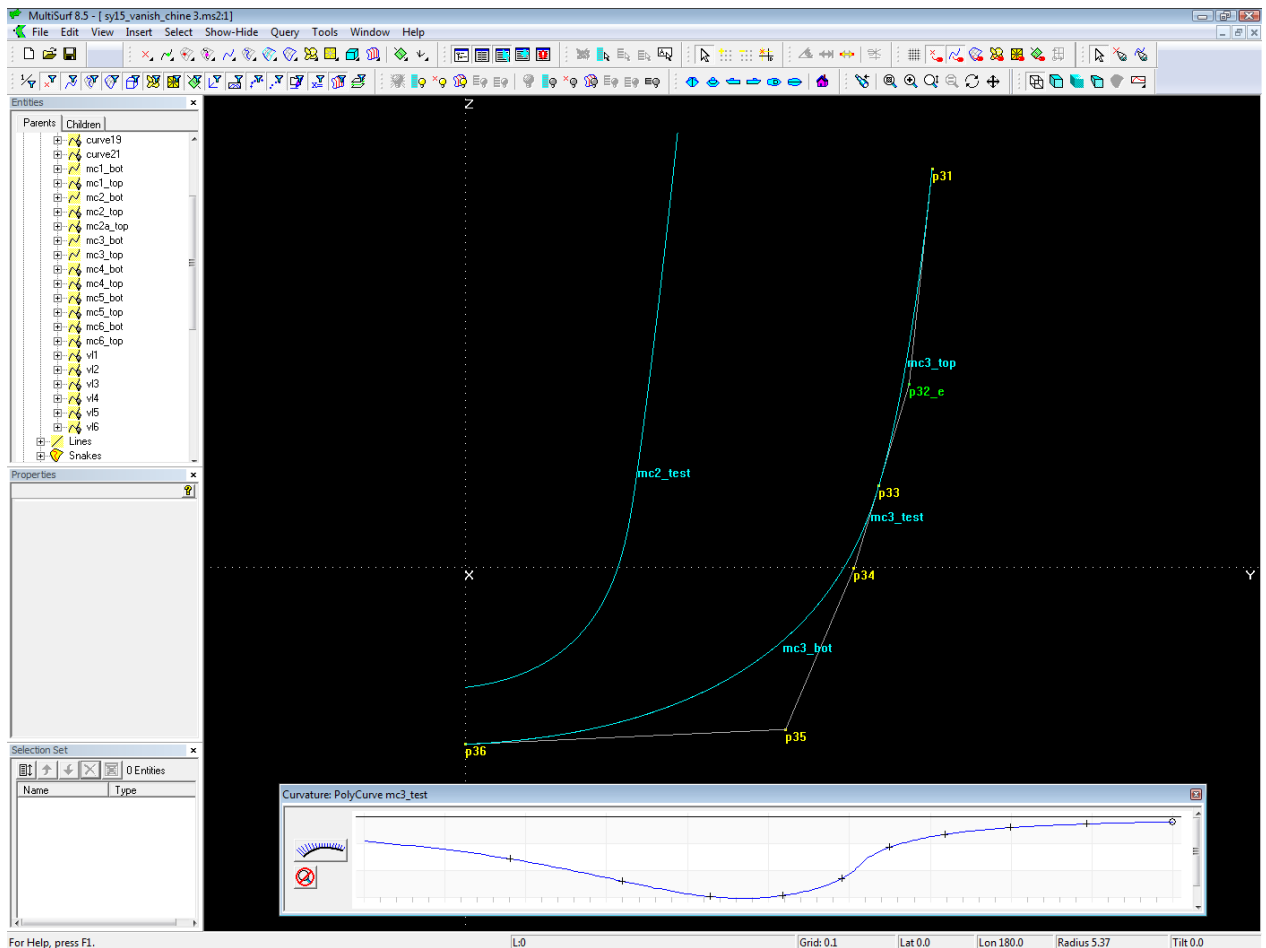 MultiSurf 8.5 - [ sy15_vanish_chine 3.ms2:1]
File Edit View Insert Select Show-Hide Query Tools Window Help
Entities
Parents Children
curve19
curve21
mc1_bot
mc1_top
mc2_bot
mc2_top
mc2a_top
mc3_bot
mc3_top
mc4_bot
mc4_top
mc5_bot
mc5_top
mc6_bot
mc6_top
vl1
vl2
vl3
vl4
vl5
vl6
Lines
Snakes
Properties
Selection Set
0 Entities
Name Type
Z
p31
mc3_top
p32_e
mc2_test
p33
mc3_test
X
p34
Y
mc3_bot
p35
p36
Curvature: PolyCurve mc3_test
For Help, press F1.
L:0
Grid: 0.1
Lat 0.0
Lon 180.0
Radius 5.37
Tilt 0.0